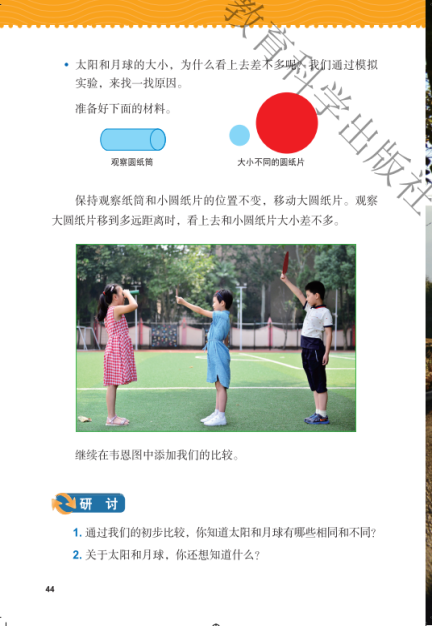 • 太阳和月球的大小，为什么看上去差不多呢？我们通过模拟
实验，来找一找原因。
准备好下面的材料。
观察圆纸筒
大小不同的圆纸片
保持观察纸筒和小圆纸片的位置不变，移动大圆纸片。观察
大圆纸片移到多远距离时，看上去和小圆纸片大小差不多。
继续在韦恩图中添加我们的比较。
研 讨
1. 通过我们的初步比较，你知道太阳和月球有哪些相同和不同？
2. 关于太阳和月球，你还想知道什么？
44
教育科学出版社